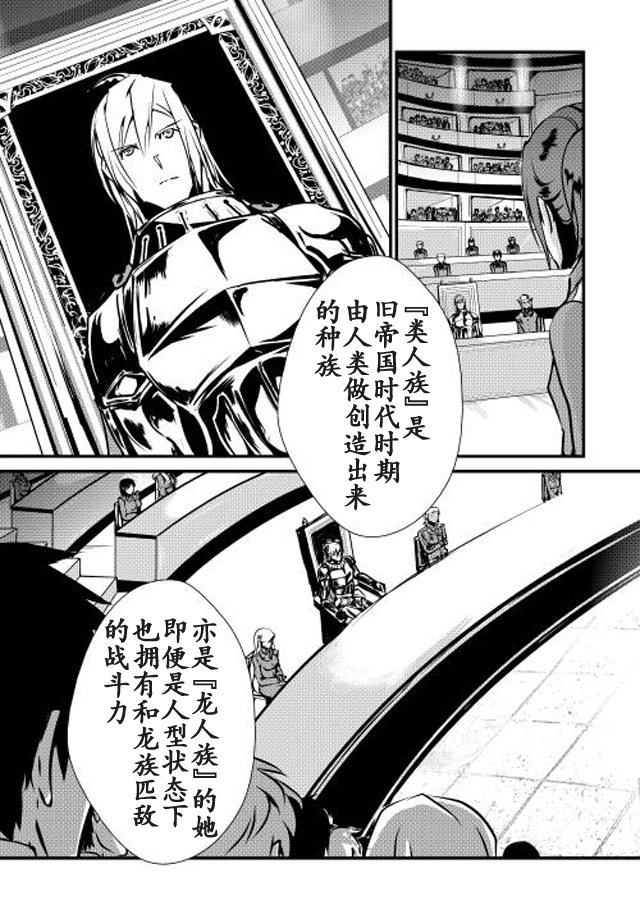 『类人族』是
旧帝国时代时期
由人类做创造出来
的种族
亦是『龙人族』的她
即便是人型状态下
也拥有和龙族匹敌
的战斗力